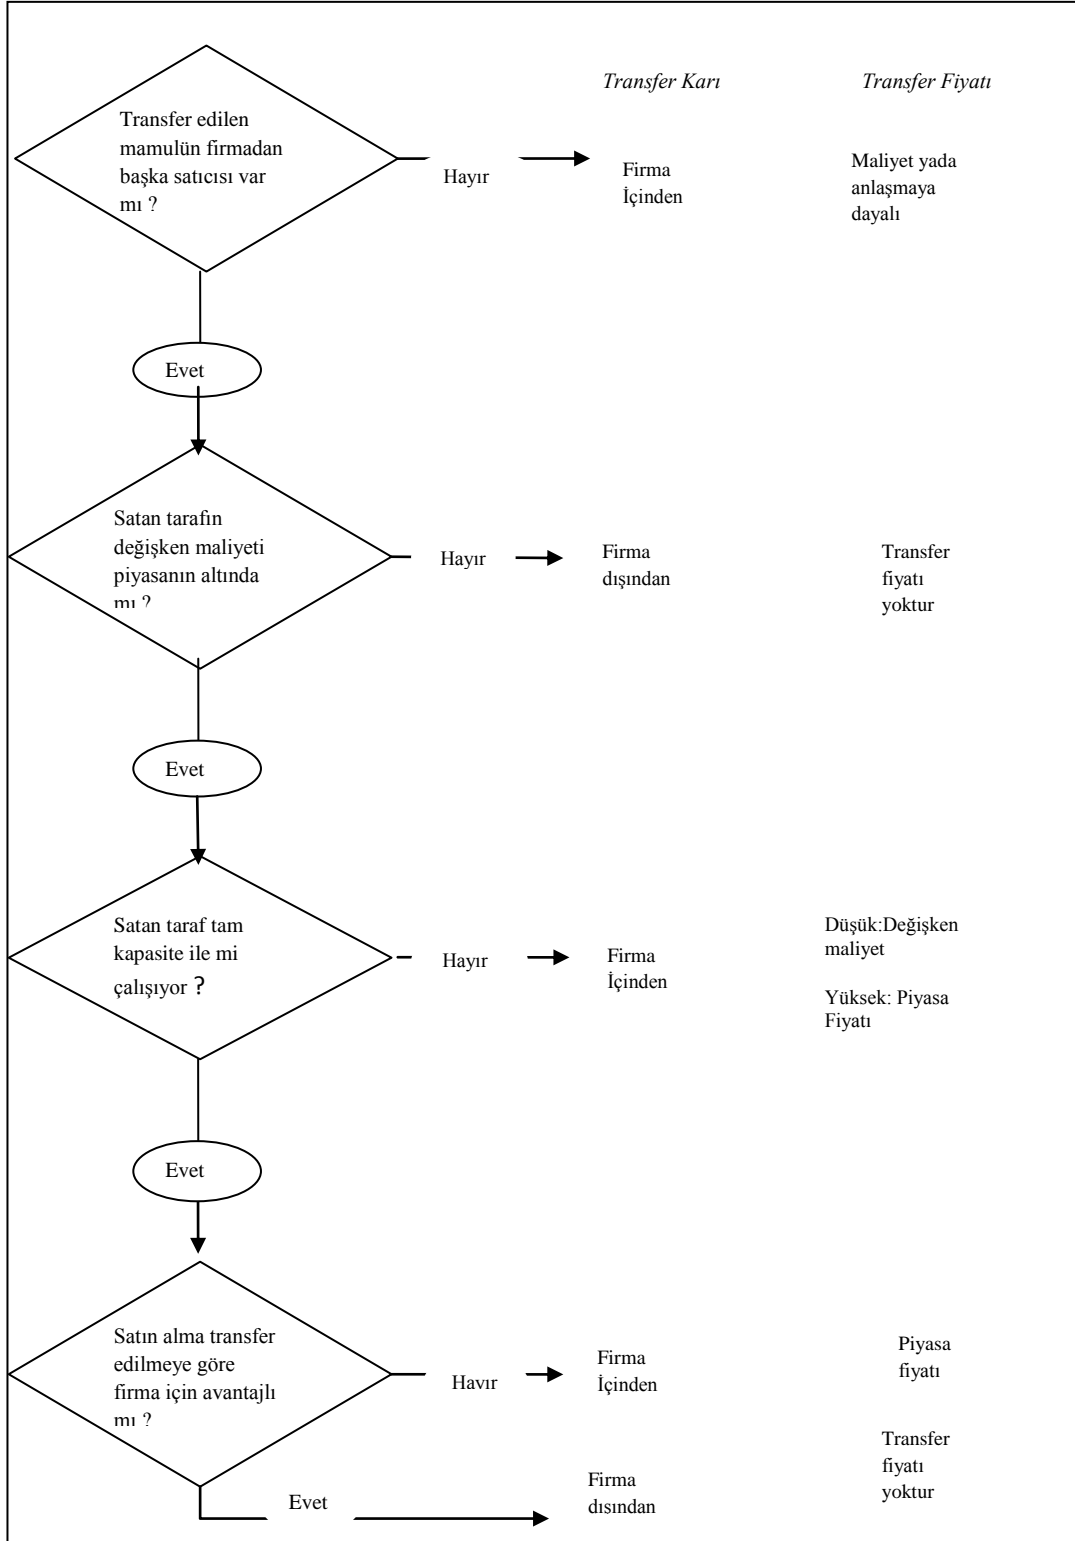 Transfer Karı
Transfer Fiyatı
Transfer edilen
mamulün firmadan
başka satıcısı var
mı ?
Hayır
Firma
İçinden
Maliyet yada
anlaşmaya
dayalı
Evet
Satan tarafın
değişken maliyeti
piyasanın altında
mı ?
Hayır
Firma
dışından
Transfer
fiyatı
yoktur
Evet
Satan taraf tam
kapasite ile mi
çalışıyor ?
Hayır
Firma
İçinden
Düşük:Değişken
maliyet
Yüksek: Piyasa
Fiyatı
Evet
Satın alma transfer
edilmeye göre
firma için avantajlı
mı ?
Hayır
Firma
İçinden
Piyasa
fiyatı
Evet
Firma
dısından
Transfer
fiyatı
yoktur